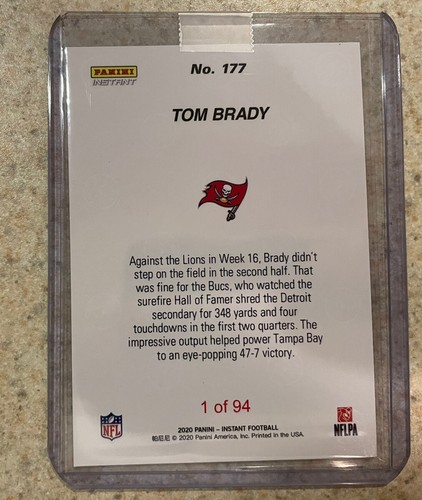 PANINI
INSTANT
No. 177
TOM BRADY
Against the Lions in Week 16, Brady didn't
step on the field in the second half. That
was fine for the Bucs, who watched the
surefire Hall of Famer shred the Detroit
secondary for 348 yards and four
touchdowns in the first two quarters. The
impressive output helped power Tampa Bay
to an eye-popping 47-7 victory.
1 of 94
NFL
2020 PANINI – INSTANT FOOTBALL
帕尼尼 © 2020 Panini America, Inc. Printed in the USA.
NFLPA